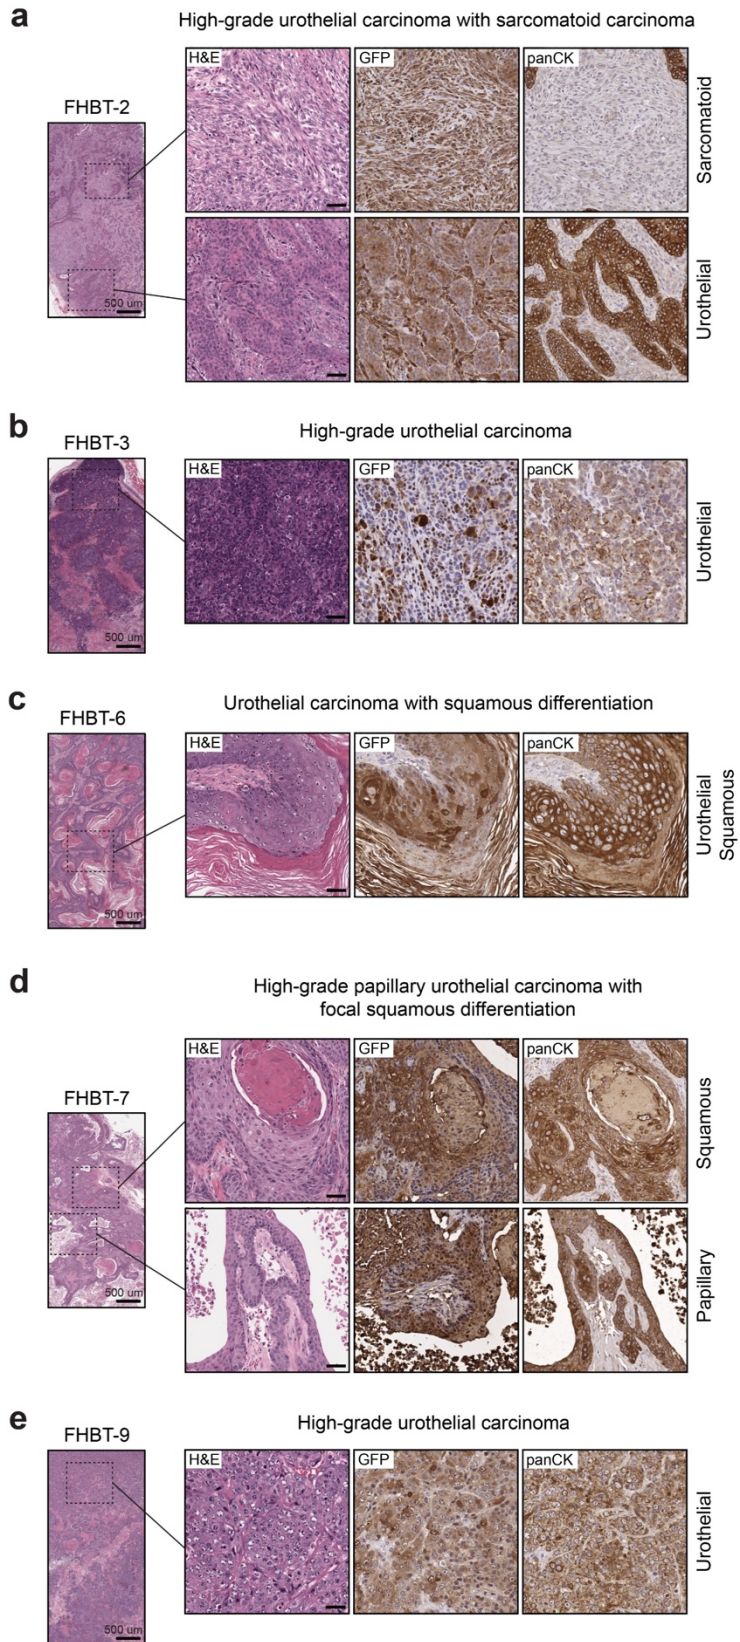 a
High-grade urothelial carcinoma with sarcomatoid carcinoma
FHBT-2
500 um
H&E
GFP
panCK
Sarcomatoid
Urothelial
b
High-grade urothelial carcinoma
FHBT-3
500 um
H&E
GFP
panCK
Urothelial
c
Urothelial carcinoma with squamous differentiation
FHBT-6
500 um
H&E
GFP
panCK
Urothelial
Squamous
d
High-grade papillary urothelial carcinoma with
focal squamous differentiation
FHBT-7
500 um
H&E
GFP
panCK
Squamous
Papillary
e
High-grade urothelial carcinoma
FHBT-9
500 um
H&E
GFP
panCK
Urothelial